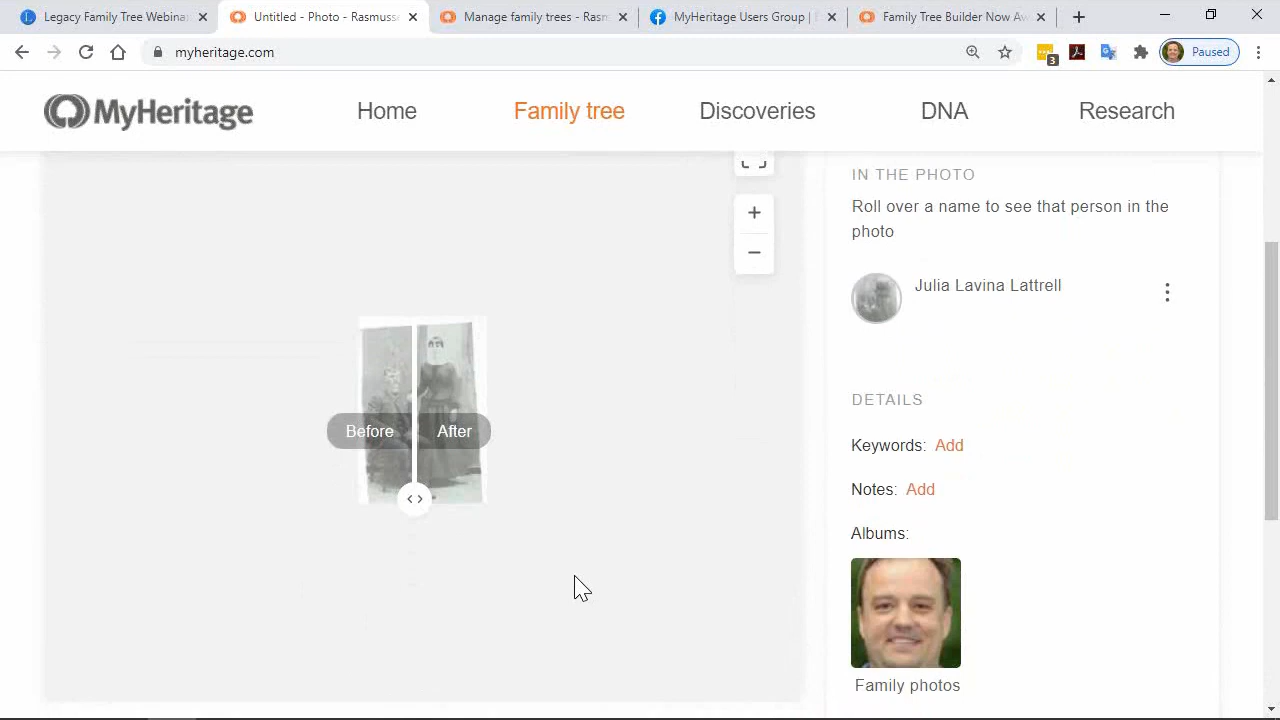 Legacy Family Tree Webina
Untitled - Photo - Rasmuss
Manage family trees - Rasm
MyHeritage Users Group |
Family Tree Builder Now Av
myheritage.com
3
Paused
MyHeritage
Home
Family tree
Discoveries
DNA
Research
IN THE PHOTO
Roll over a name to see that person in the
photo
Julia Lavina Lattrell
Before
After
DETAILS
Keywords: Add
Notes: Add
Albums:
Family photos